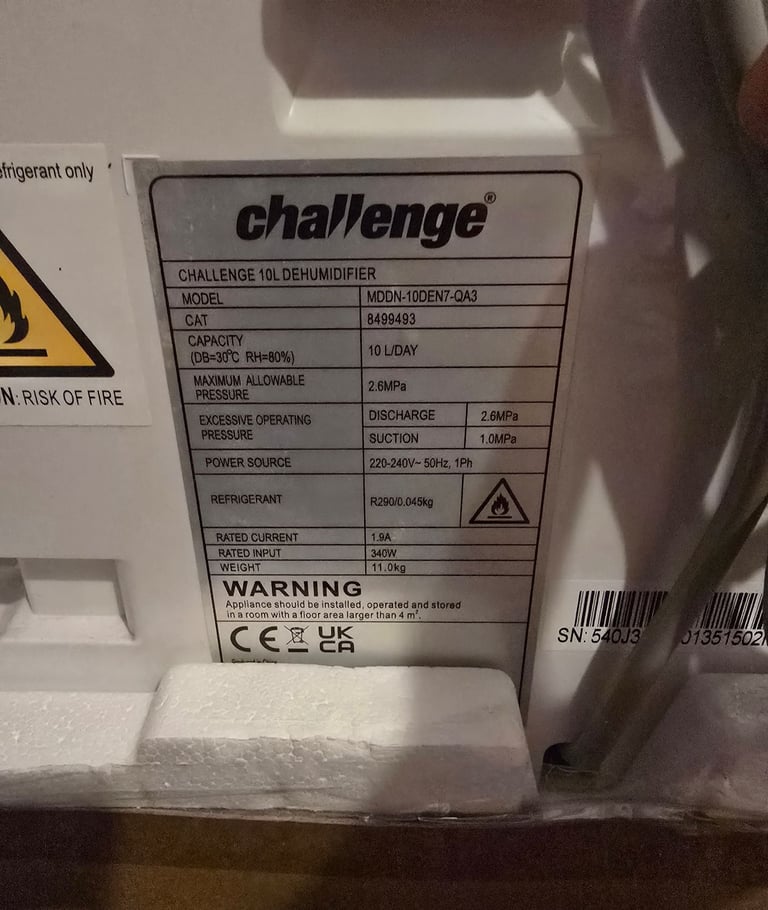 efrigerant only
N: RISK OF FIRE
challenge®
CHALLENGE 10L DEHUMIDIFIER
MODEL MDDN-10DEN7-QA3
CAT 8499493
CAPACITY
(DB=30℃ RH=80%) 10 L/DAY
MAXIMUM ALLOWABLE
PRESSURE 2.6MPa
EXCESSIVE OPERATING
PRESSURE
DISCHARGE 2.6MPa
SUCTION 1.0MPa
POWER SOURCE 220-240V~ 50Hz, 1Ph
REFRIGERANT R290/0.045kg
RATED CURRENT 1.9A
RATED INPUT 340W
WEIGHT 11.0kg
WARNING
Appliance should be installed, operated and stored
in a room with a floor area larger than 4 m².
CE UK
CA
SN: 540J3 01351502